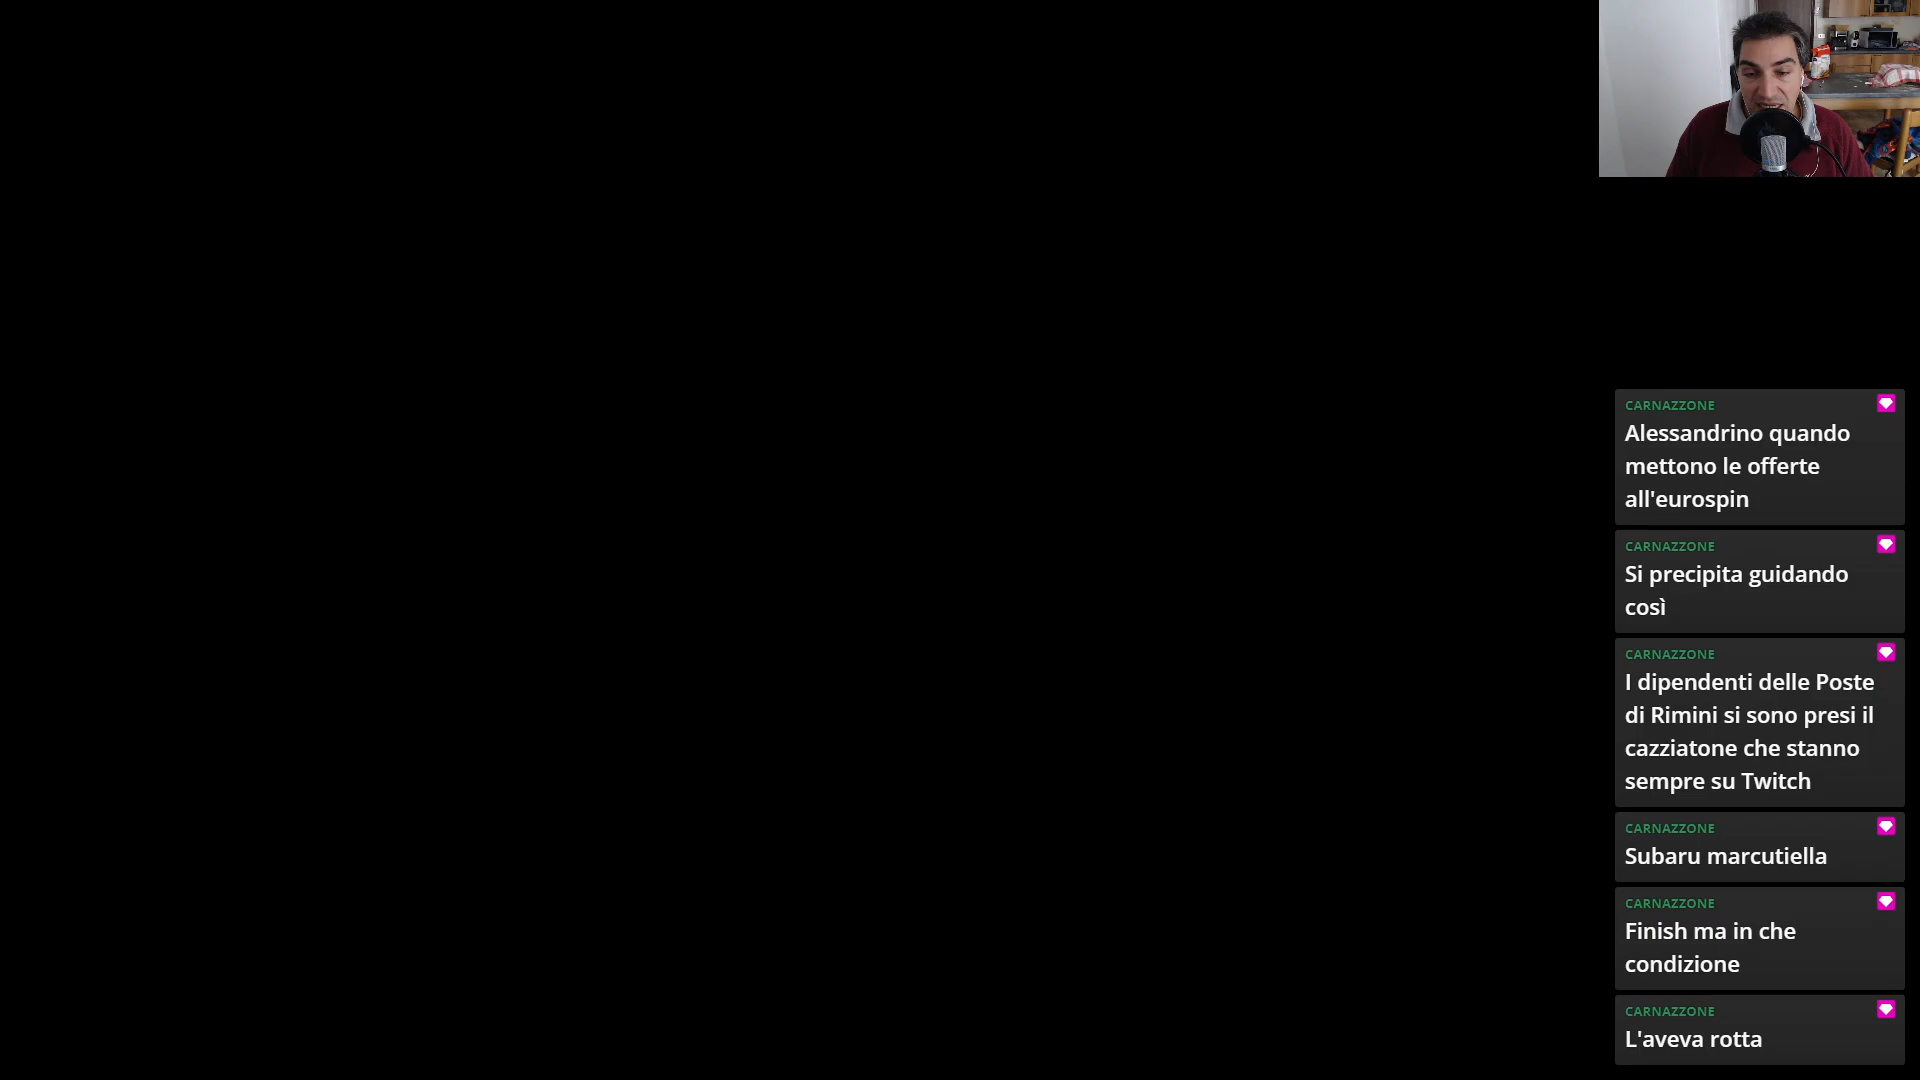 CARNAZZONE
Alessandrino quando
mettono le offerte
all'eurospin
CARNAZZONE
Si precipita guidando
così
CARNAZZONE
I dipendenti delle Poste
di Rimini si sono presi il
cazziatone che stanno
sempre su Twitch
CARNAZZONE
Subaru marcutiella
CARNAZZONE
Finish ma in che
condizione
CARNAZZONE
L'aveva rotta